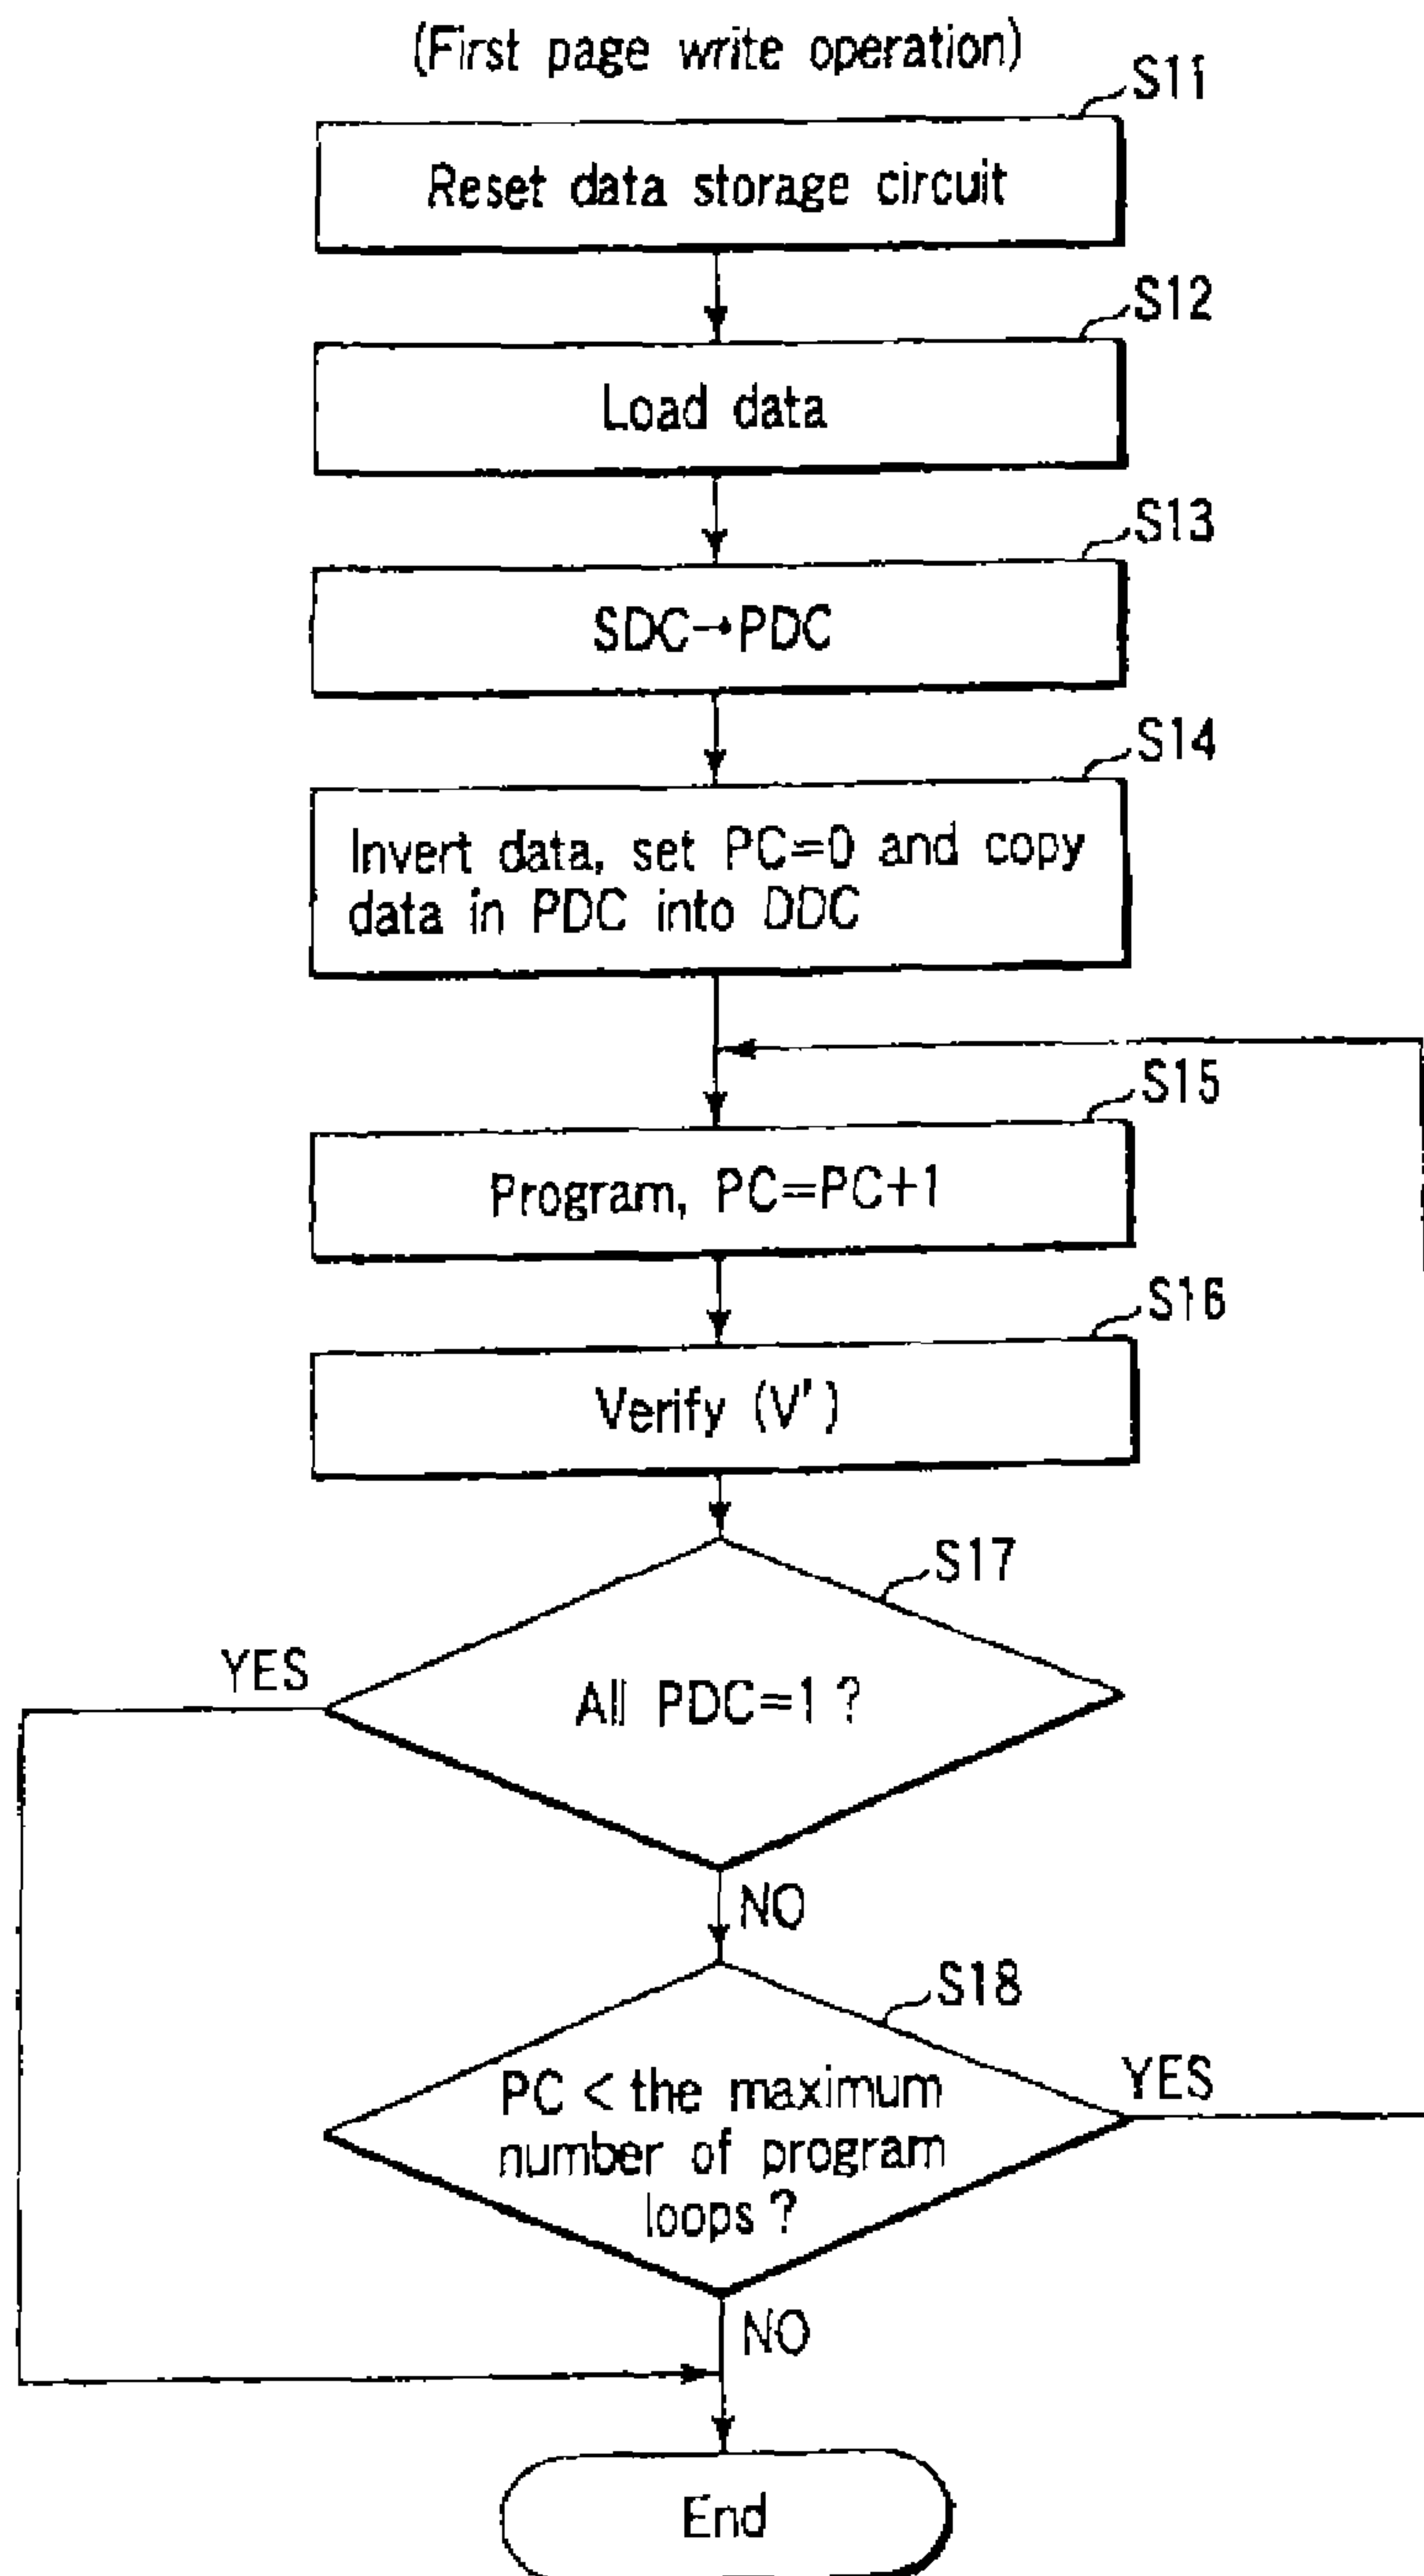 (First page write operation)
S11
Reset data storage circuit
S12
Load data
S13
SDC→PDC
S14
Invert data, set PC=0 and copy
data in PDC into DDC
S15
Program, PC=PC+1
S16
Verify (V')
S17
YES
All PDC=1?
NO
S18
YES
PC < the maximum
number of program
loops?
NO
End